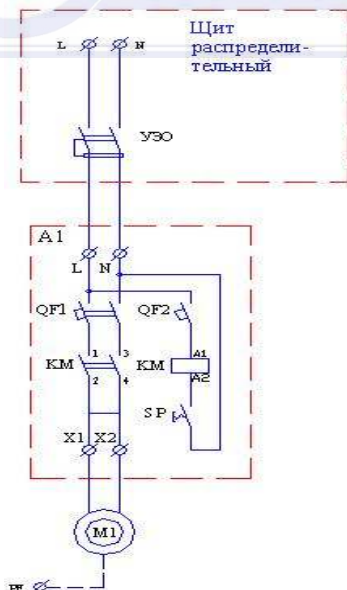 Щит
распредели-
тельный
L N
УЗО
A1
L N
QF1 QF2
1 3
KM KM A1
2 4 A2
SP
X1 X2
M1
PE